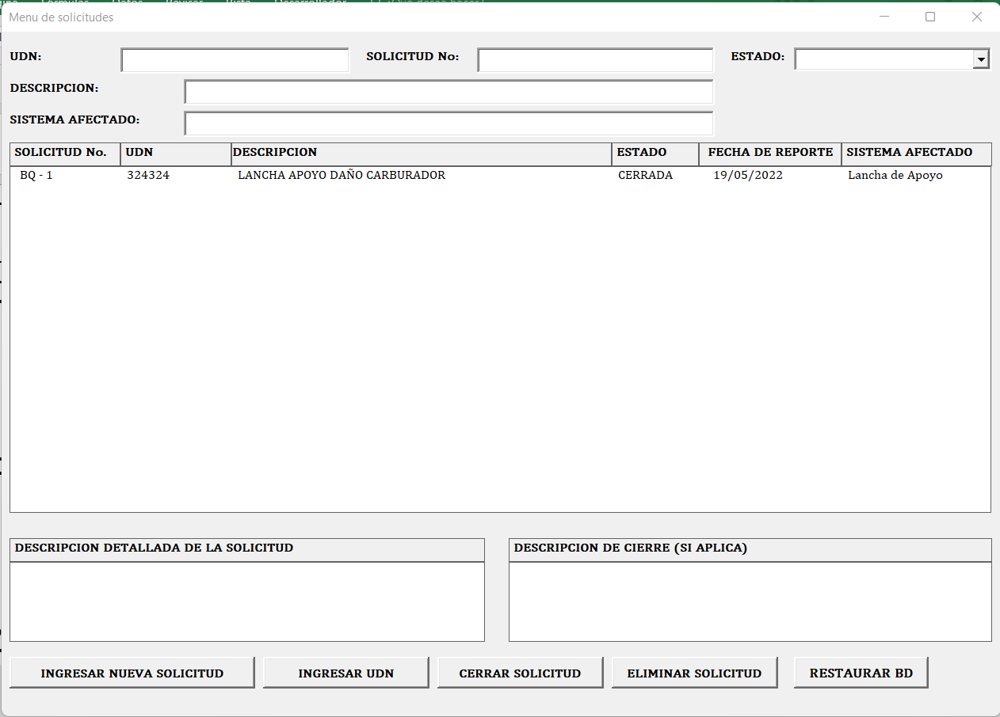 Menu de solicitudes
UDN: SOLICITUD No: ESTADO:
DESCRIPCION:
SISTEMA AFECTADO:
SOLICITUD No. UDN DESCRIPCION ESTADO FECHA DE REPORTE SISTEMA AFECTADO
BQ - 1 324324 LANCHA APOYO DAÑO CARBURADOR CERRADA 19/05/2022 Lancha de Apoyo
DESCRIPCION DETALLADA DE LA SOLICITUD DESCRIPCION DE CIERRE (SI APLICA)
INGRESAR NUEVA SOLICITUD INGRESAR UDN CERRAR SOLICITUD ELIMINAR SOLICITUD RESTAURAR BD